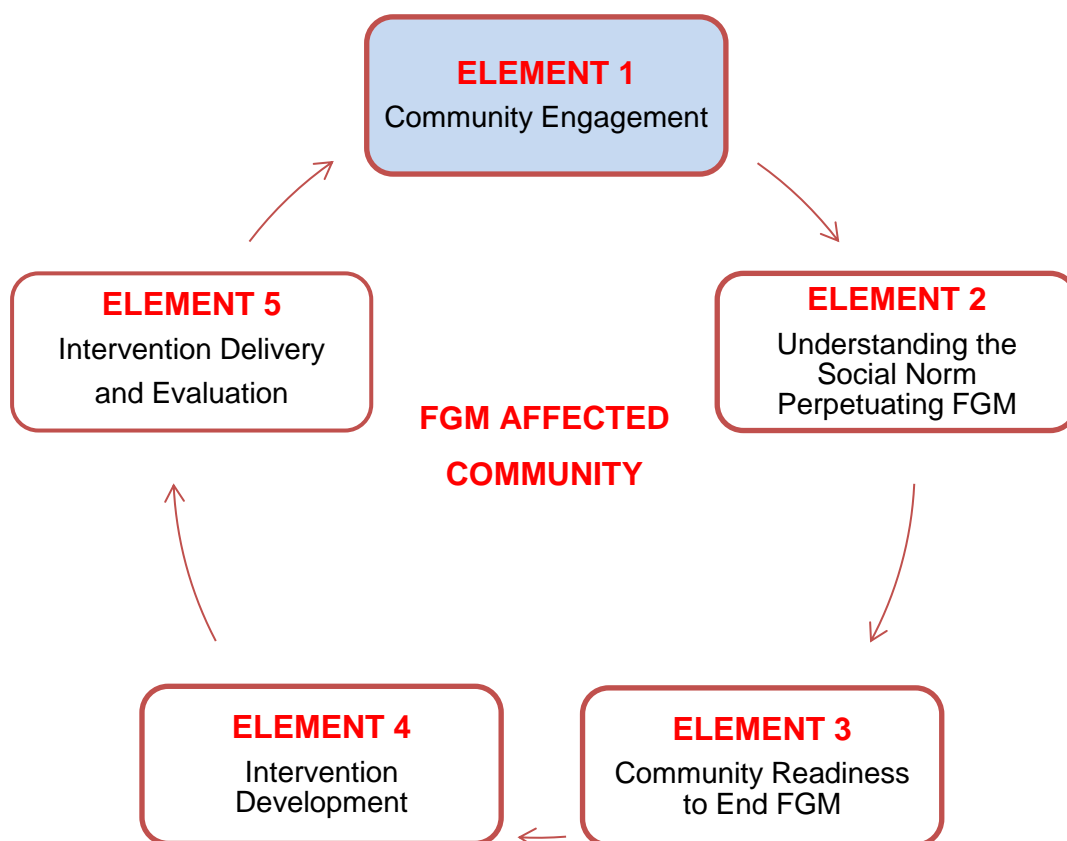 ELEMENT 1
Community Engagement
ELEMENT 2
Understanding the
Social Norm
Perpetuating FGM
ELEMENT 3
Community Readiness
to End FGM
ELEMENT 4
Intervention
Development
ELEMENT 5
Intervention Delivery
and Evaluation
FGM AFFECTED
COMMUNITY